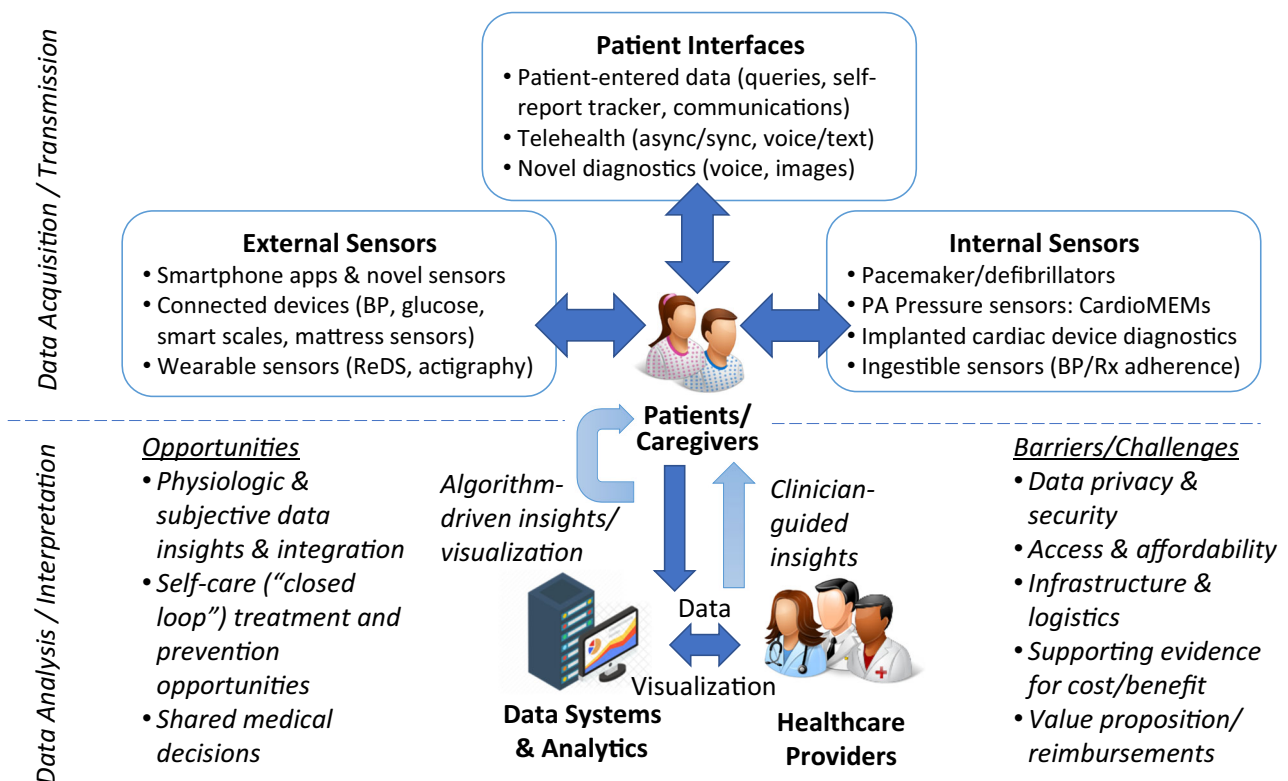 Data Acquisition / Transmission
Patient Interfaces
• Patient-entered data (queries, self-
report tracker, communications)
• Telehealth (async/sync, voice/text)
• Novel diagnostics (voice, images)
External Sensors
• Smartphone apps & novel sensors
• Connected devices (BP, glucose,
smart scales, mattress sensors)
• Wearable sensors (ReDS, actigraphy)
Internal Sensors
• Pacemaker/defibrillators
• PA Pressure sensors: CardioMEMs
• Implanted cardiac device diagnostics
• Ingestible sensors (BP/Rx adherence)
Patients/
Caregivers
Data Analysis / Interpretation
Opportunities
• Physiologic &
subjective data
insights & integration
• Self-care (“closed
loop”) treatment and
prevention
opportunities
• Shared medical
decisions
Algorithm-
driven insights/
visualization
Clinician-
guided
insights
Data
Visualization
Data Systems
& Analytics
Healthcare
Providers
Barriers/Challenges
• Data privacy &
security
• Access & affordability
• Infrastructure &
logistics
• Supporting evidence
for cost/benefit
• Value proposition/
reimbursements